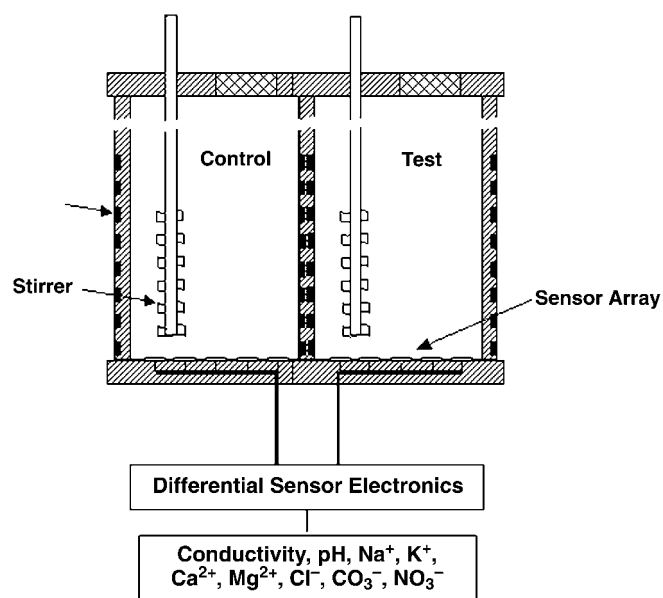 Control
Test
Stirrer
Sensor Array
Differential Sensor Electronics
Conductivity, pH, Na⁺, K⁺,
Ca²⁺, Mg²⁺, Cl⁻, CO₃⁻, NO₃⁻